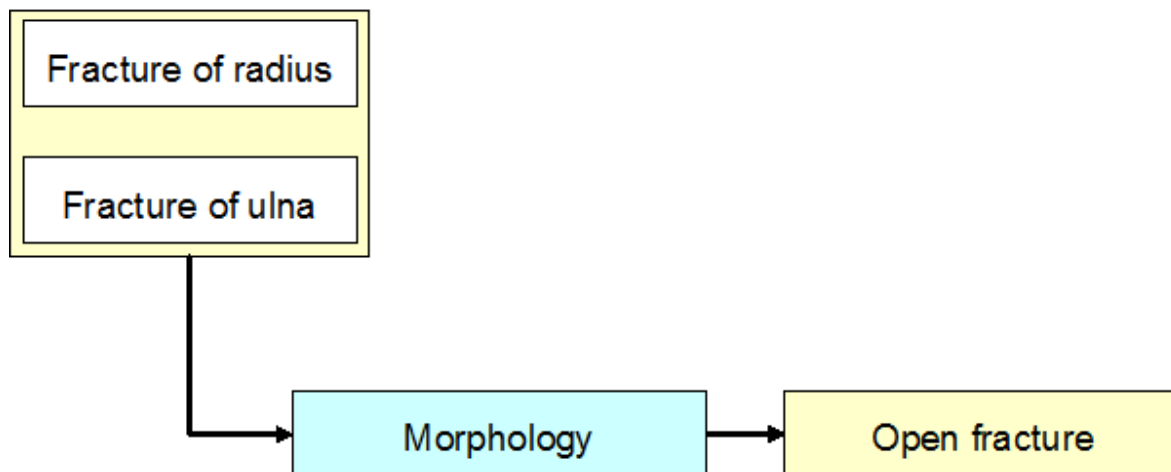 Fracture of radius
Fracture of ulna
Morphology
Open fracture